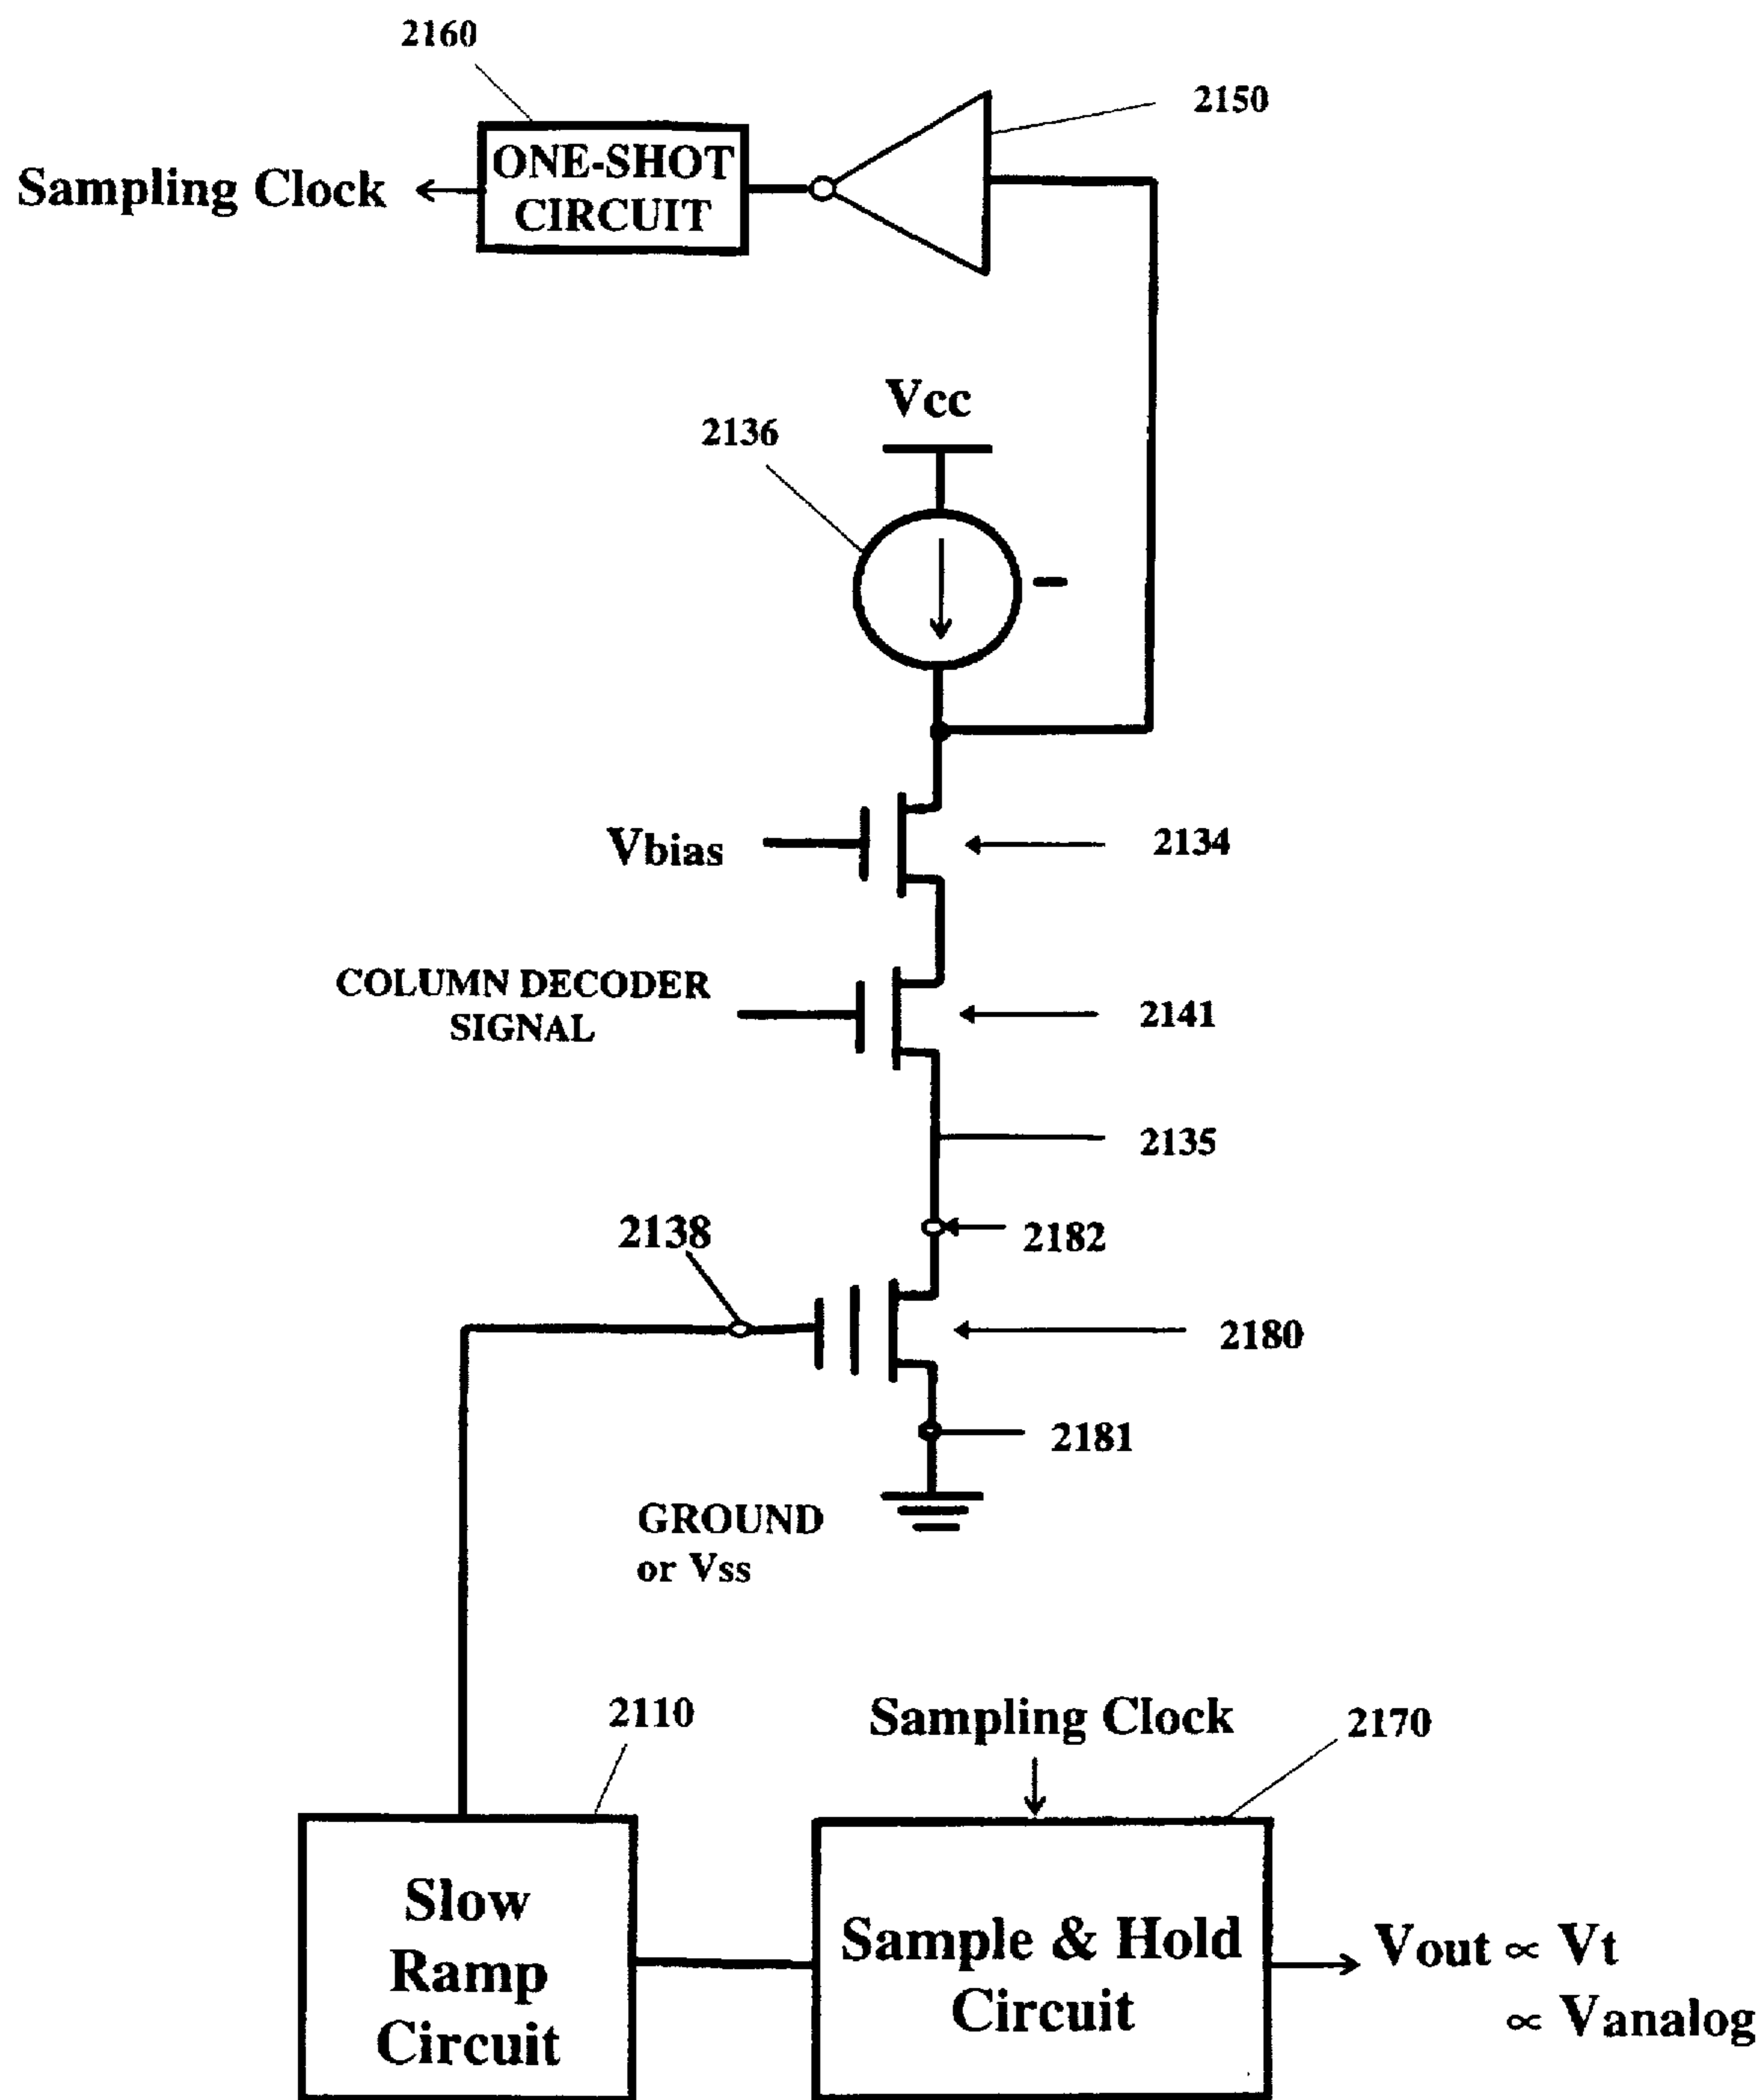 2160
2150
ONE-SHOT
CIRCUIT
Sampling Clock
Vcc
2136
Vbias
2134
COLUMN DECODER
SIGNAL
2141
2135
2138
2182
2180
2181
GROUND
or Vss
2110
Sampling Clock
2170
Slow
Ramp
Circuit
Sample & Hold
Circuit
Vout ∝ Vt
∝ Vanalog